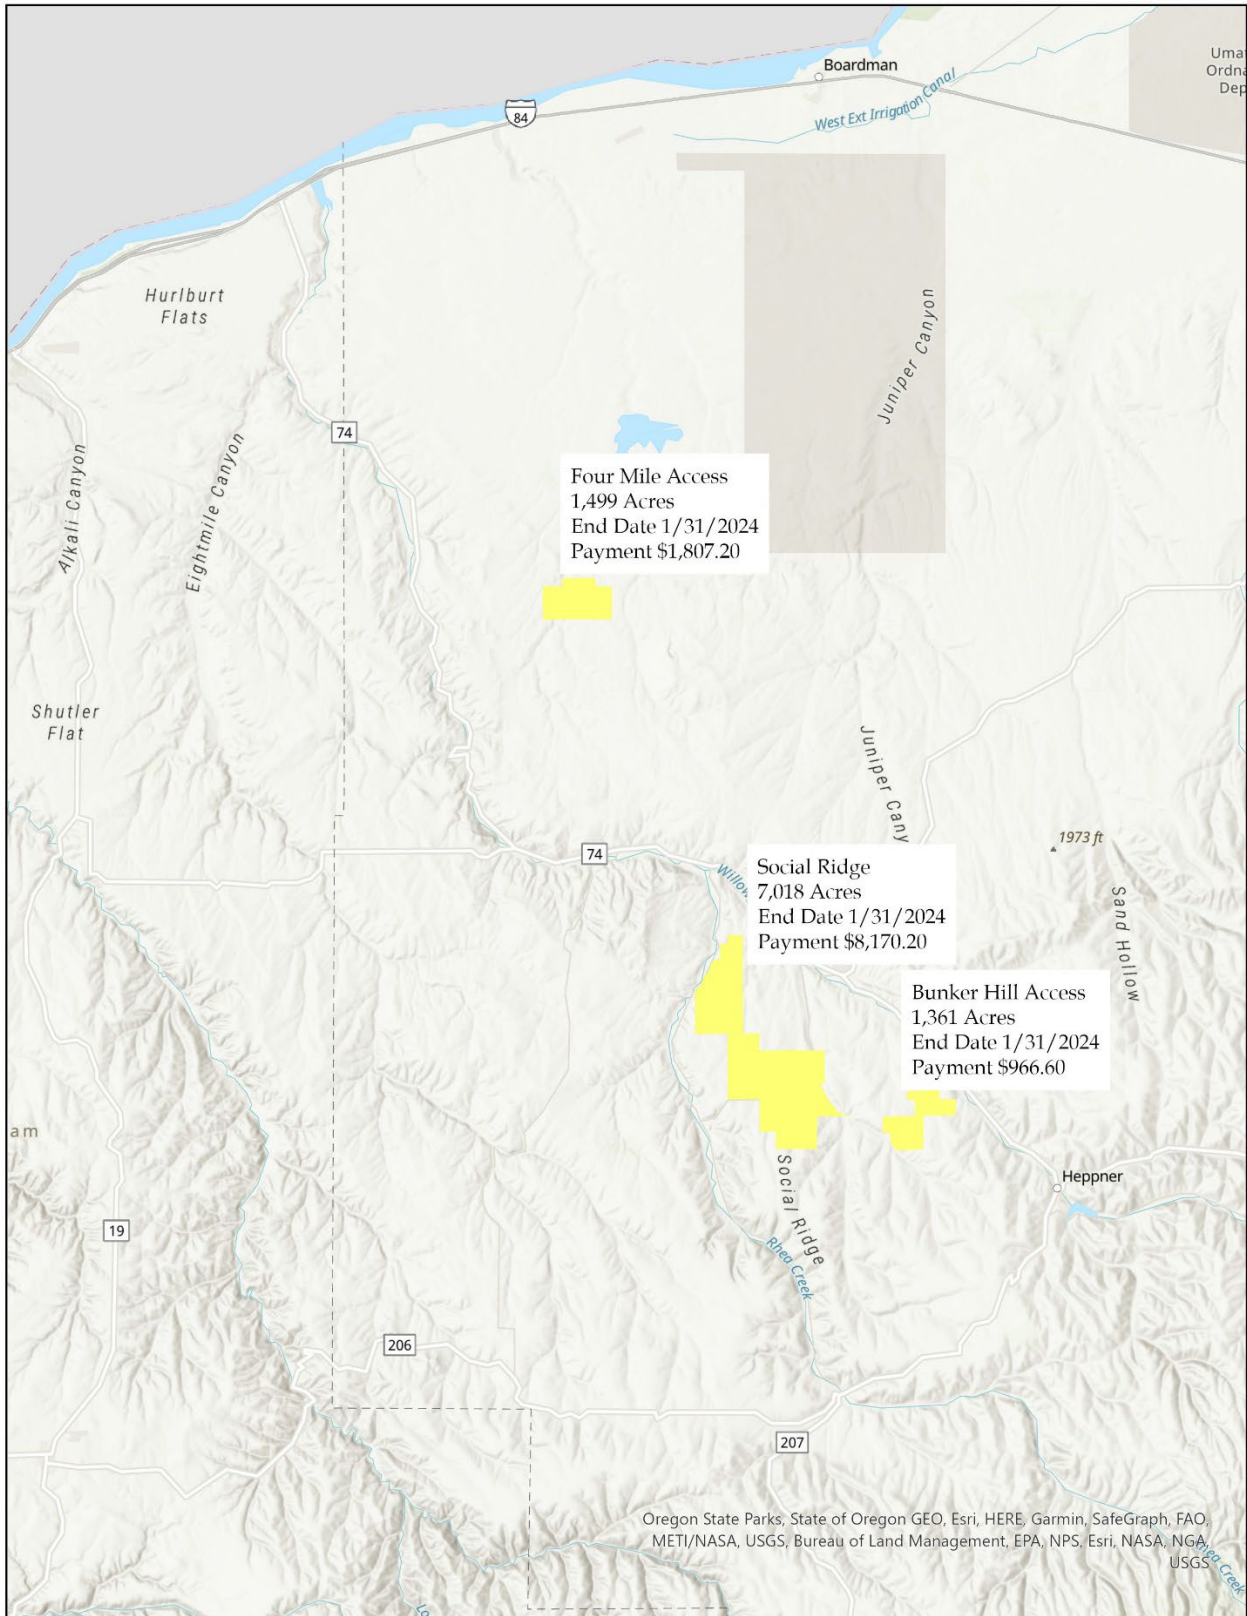 Boardman
Uma
Ordna
Dep
84
West Ext Irrigation Canal
Hurlburt
Flats
Juniper Canyon
74
Alkali Canyon
Eightmile Canyon
Four Mile Access
1,499 Acres
End Date 1/31/2024
Payment $1,807.20
Shutler
Flat
Juniper Cany
1973 ft
74
Willow
Social Ridge
7,018 Acres
End Date 1/31/2024
Payment $8,170.20
Sand Hollow
Bunker Hill Access
1,361 Acres
End Date 1/31/2024
Payment $966.60
am
Heppner
Social Ridge
19
Rhea Creek
206
207
Oregon State Parks, State of Oregon GEO, Esri, HERE, Garmin, SafeGraph, FAO,
METI/NASA, USGS, Bureau of Land Management, EPA, NPS, Esri, NASA, NGA,
USGS
Rhea Creek
Lo